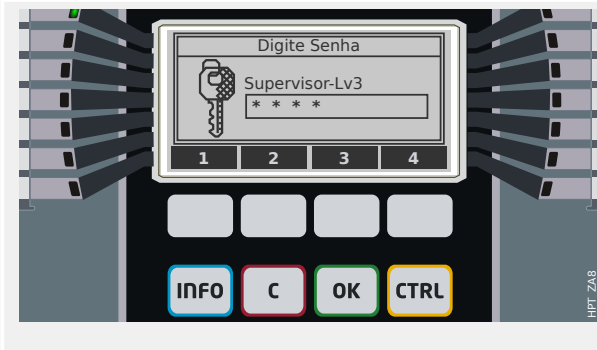 Digite Senha
Supervisor-Lv3
* * * *
1 2 3 4
INFO C OK CTRL
HPT ZA8